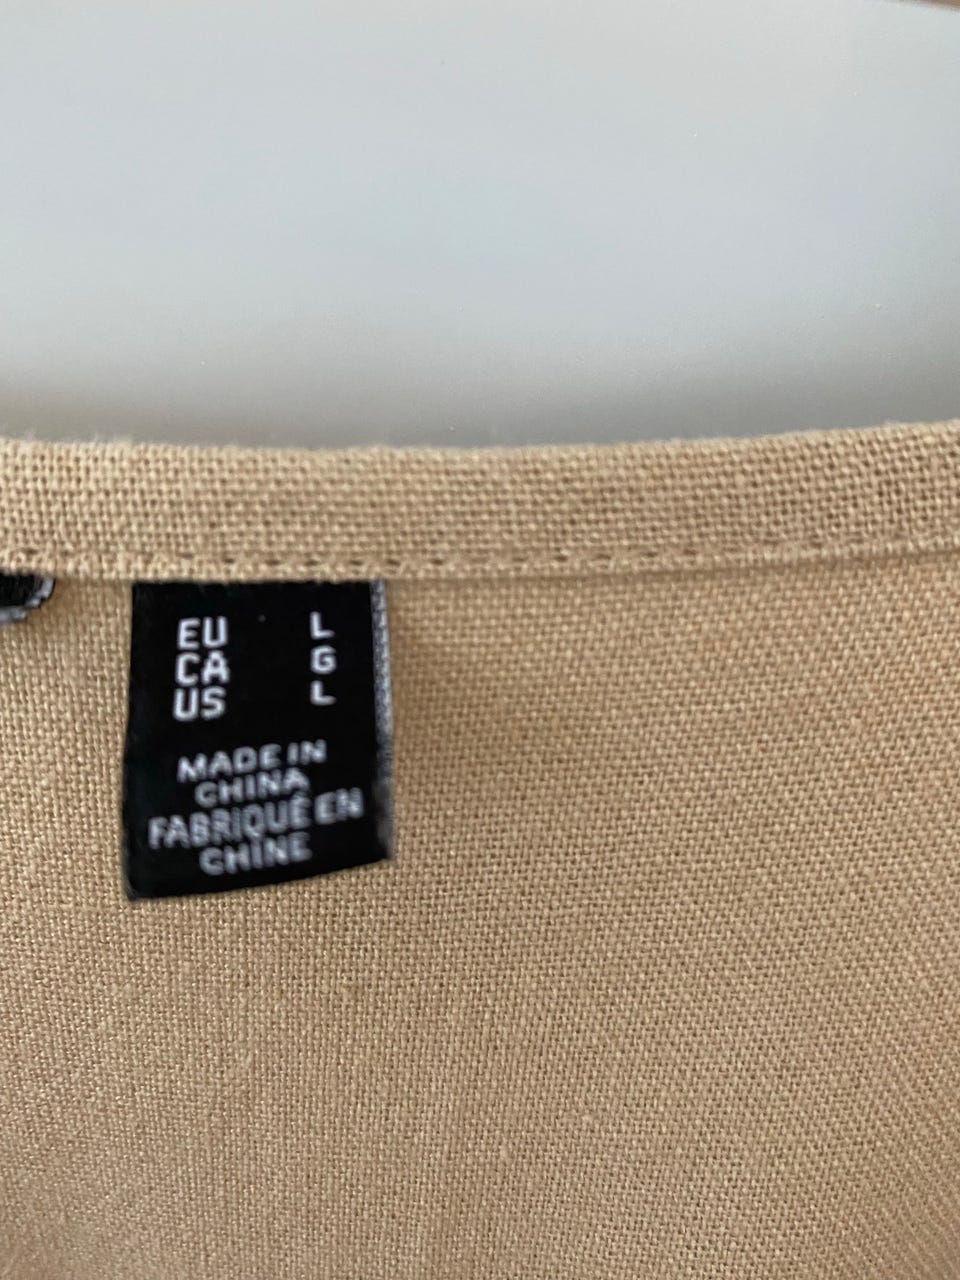 EU L
CA G
US L
MADE IN
CHINA
FABRIQUÉ EN
CHINE